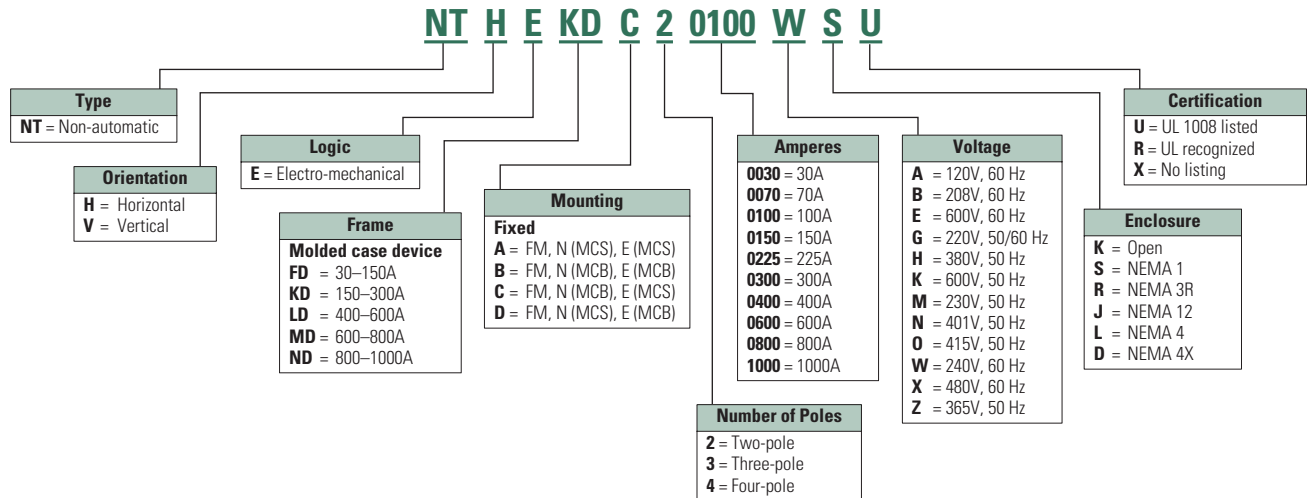 NT H E KD C 2 0100 W S U
Type
NT = Non-automatic
Orientation
H = Horizontal
V = Vertical
Logic
E = Electro-mechanical
Frame
Molded case device
FD = 30–150A
KD = 150–300A
LD = 400–600A
MD = 600–800A
ND = 800–1000A
Mounting
Fixed
A = FM, N (MCS), E (MCS)
B = FM, N (MCB), E (MCB)
C = FM, N (MCB), E (MCS)
D = FM, N (MCS), E (MCB)
Number of Poles
2 = Two-pole
3 = Three-pole
4 = Four-pole
Amperes
0030 = 30A
0070 = 70A
0100 = 100A
0150 = 150A
0225 = 225A
0300 = 300A
0400 = 400A
0600 = 600A
0800 = 800A
1000 = 1000A
Voltage
A = 120V, 60 Hz
B = 208V, 60 Hz
E = 600V, 60 Hz
G = 220V, 50/60 Hz
H = 380V, 50 Hz
K = 600V, 50 Hz
M = 230V, 50 Hz
N = 401V, 50 Hz
O = 415V, 50 Hz
W = 240V, 60 Hz
X = 480V, 60 Hz
Z = 365V, 50 Hz
Enclosure
K = Open
S = NEMA 1
R = NEMA 3R
J = NEMA 12
L = NEMA 4
D = NEMA 4X
Certification
U = UL 1008 listed
R = UL recognized
X = No listing